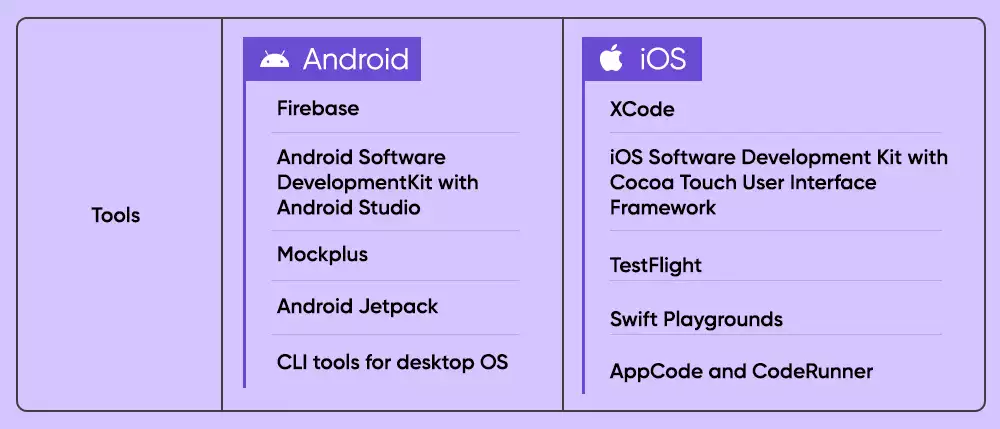 Tools
Android
Firebase
Android Software
DevelopmentKit with
Android Studio
Mockplus
Android Jetpack
CLI tools for desktop OS
iOS
XCode
iOS Software Development Kit with
Cocoa Touch User Interface
Framework
TestFlight
Swift Playgrounds
AppCode and CodeRunner